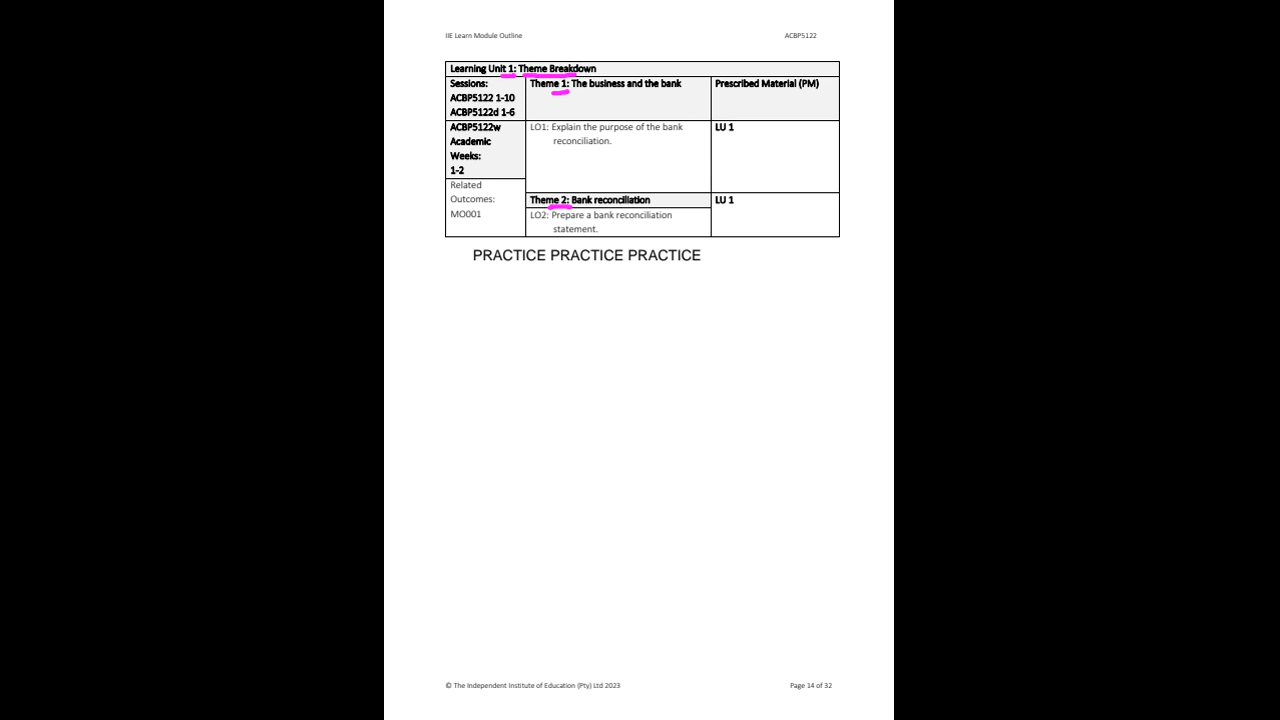 IIE Learn Module Outline ACBP5122
Learning Unit 1: Theme Breakdown
Sessions:
ACBP5122 1-10
ACBP5122d 1-6
Theme 1: The business and the bank
Prescribed Material (PM)
ACBP5122w
Academic
Weeks:
1-2
LO1: Explain the purpose of the bank
reconciliation.
LU 1
Related
Outcomes:
MO001
Theme 2: Bank reconciliation
LU 1
LO2: Prepare a bank reconciliation
statement.
PRACTICE PRACTICE PRACTICE
© The Independent Institute of Education (Pty) Ltd 2023 Page 14 of 32